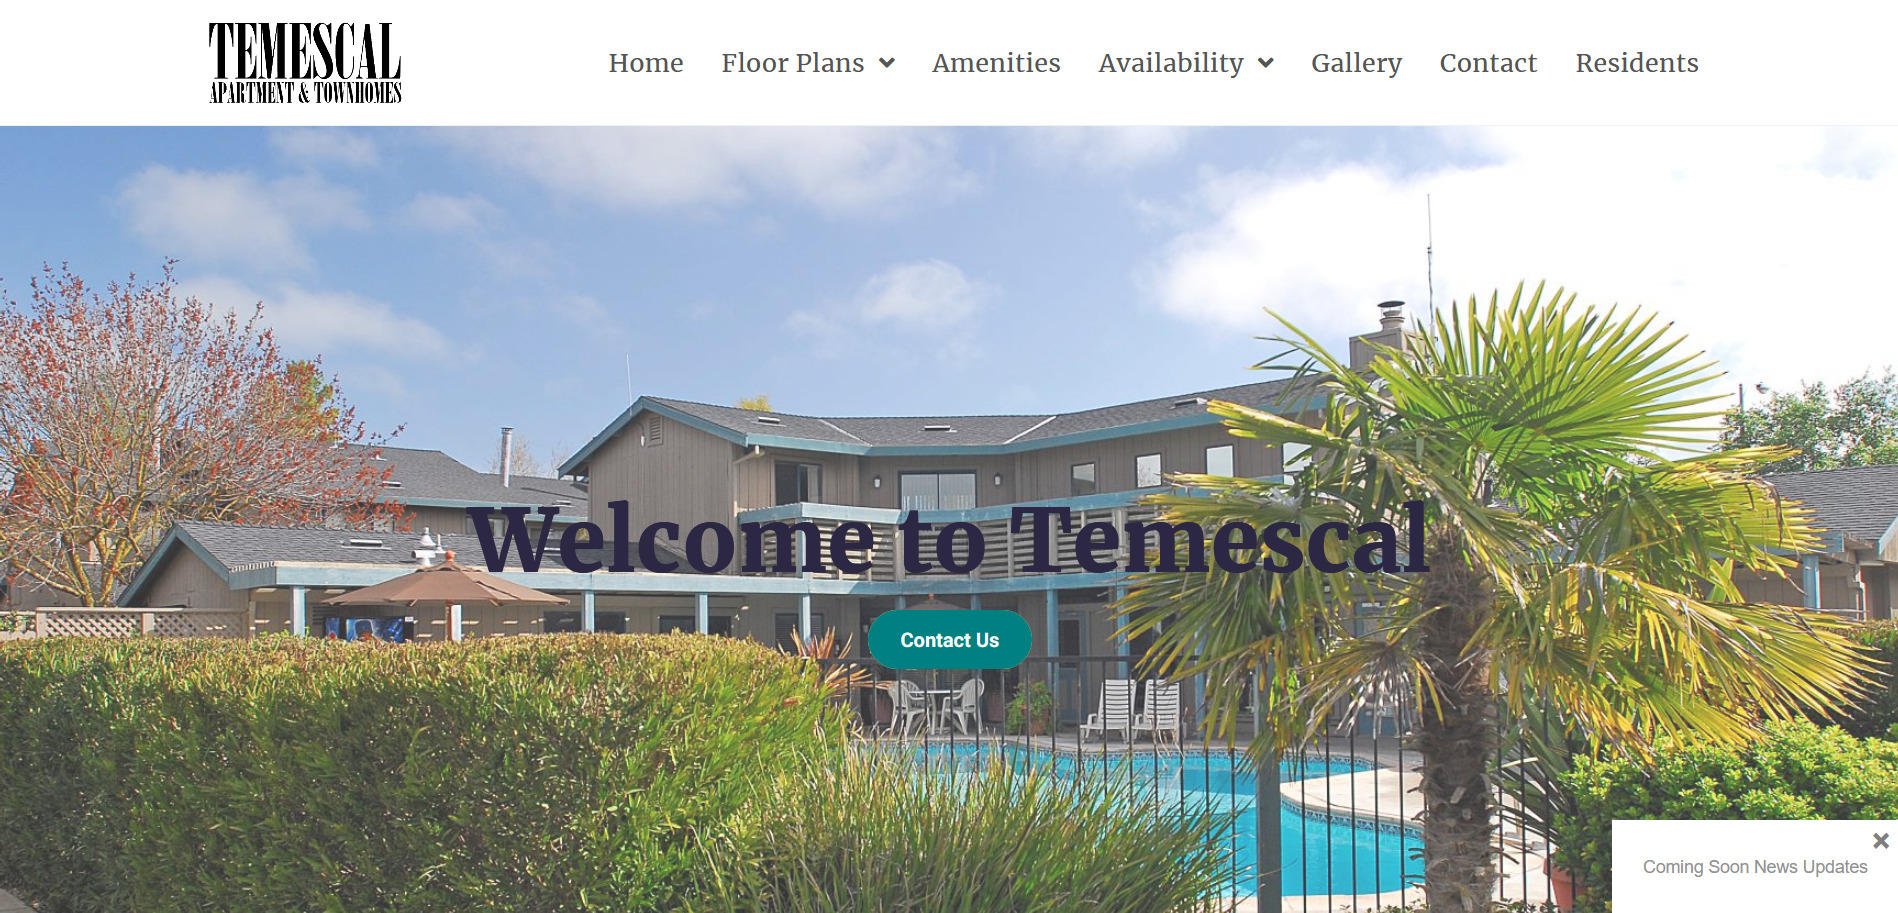 TEMESCAL
APARTMENT & TOWNHOMES
Home Floor Plans Amenities Availability Gallery Contact Residents
Welcome to Temescal
Contact Us
Coming Soon News Updates